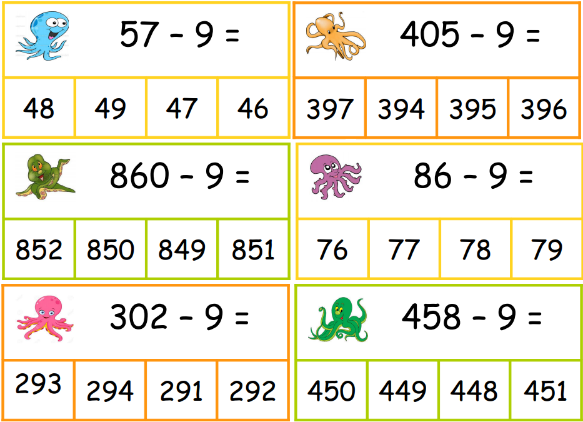 57 – 9 =
48 49 47 46
405 – 9 =
397 394 395 396
860 – 9 =
852 850 849 851
86 – 9 =
76 77 78 79
302 – 9 =
293 294 291 292
458 – 9 =
450 449 448 451